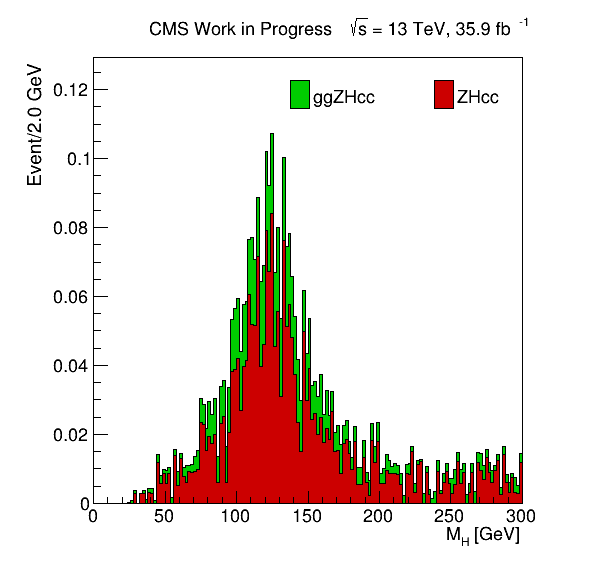 CMS Work in Progress √s = 13 TeV, 35.9 fb -1
Event/2.0 GeV
ggZHcc ZHcc
0.12
0.1
0.08
0.06
0.04
0.02
0
0 50 100 150 200 250 300
M_H [GeV]